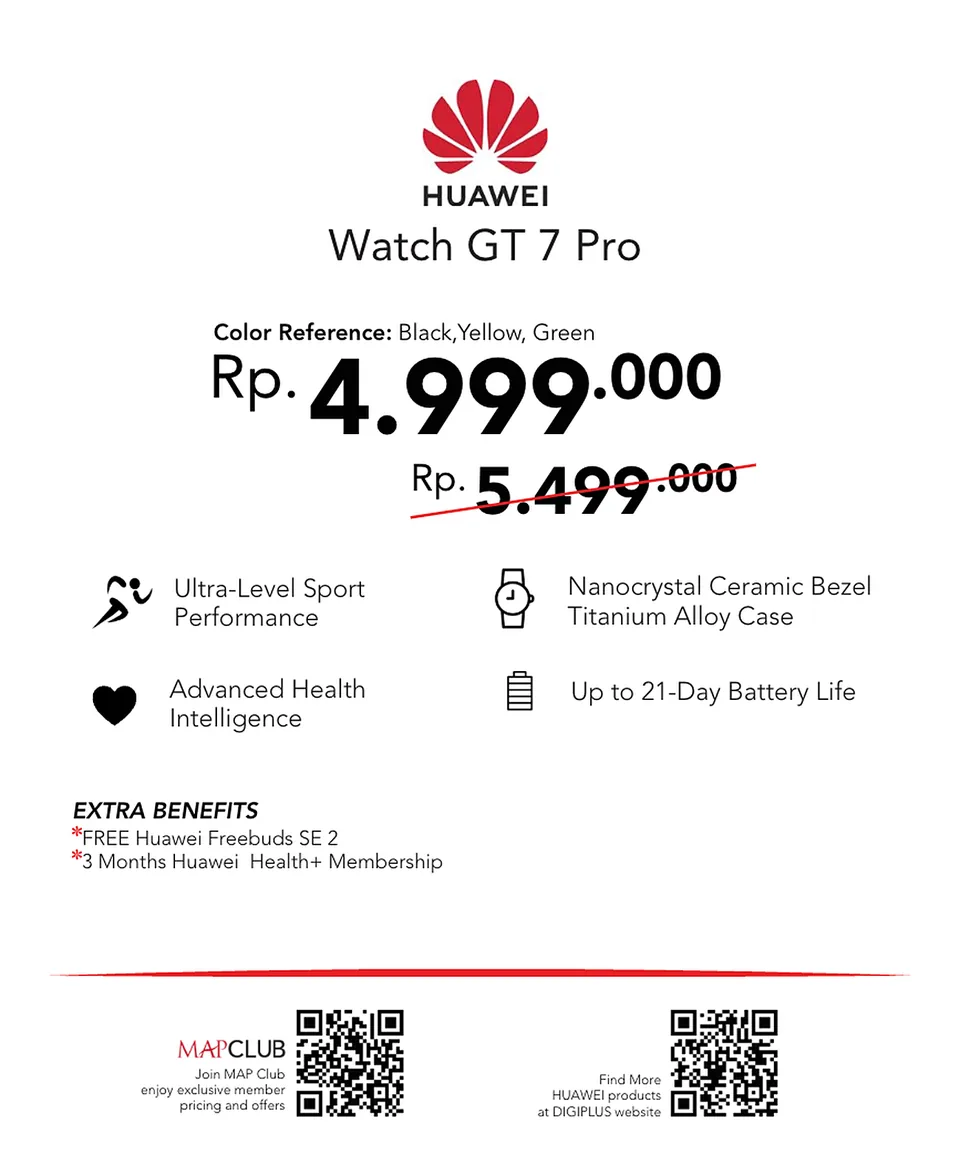 HUAWEI
Watch GT 7 Pro
Color Reference: Black,Yellow, Green
Rp. 4.999.000
Rp. 5.499.000
Ultra-Level Sport
Performance
Nanocrystal Ceramic Bezel
Titanium Alloy Case
Advanced Health
Intelligence
Up to 21-Day Battery Life
EXTRA BENEFITS
*FREE Huawei Freebuds SE 2
*3 Months Huawei  Health+ Membership
MAPCLUB
Join MAP Club
enjoy exclusive member
pricing and offers
Find More
HUAWEI products
at DIGIPLUS website